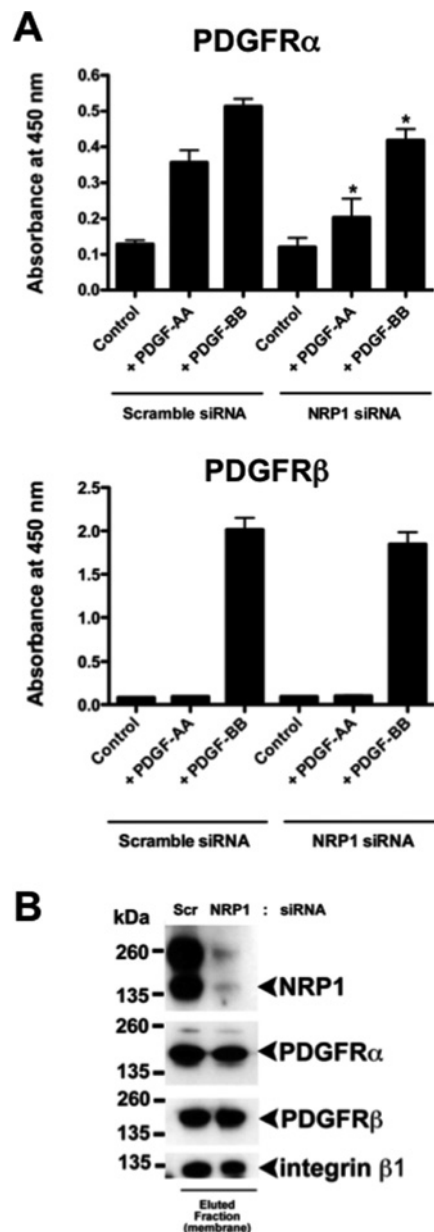 A
PDGFRα
Absorbance at 450 nm
0.6
0.5
0.4
0.3
0.2
0.1
0.0
* *
Control
+ PDGF-AA
+ PDGF-BB
Control
+ PDGF-AA
+ PDGF-BB
Scramble siRNA NRP1 siRNA
PDGFRβ
Absorbance at 450 nm
2.5
2.0
1.5
1.0
0.5
0.0
Control
+ PDGF-AA
+ PDGF-BB
Control
+ PDGF-AA
+ PDGF-BB
Scramble siRNA NRP1 siRNA
B
kDa Scr NRP1 : siRNA
260
135 NRP1
260
PDGFRα
135
260
PDGFRβ
135
135 integrin β1
Eluted
Fraction
(membrane)